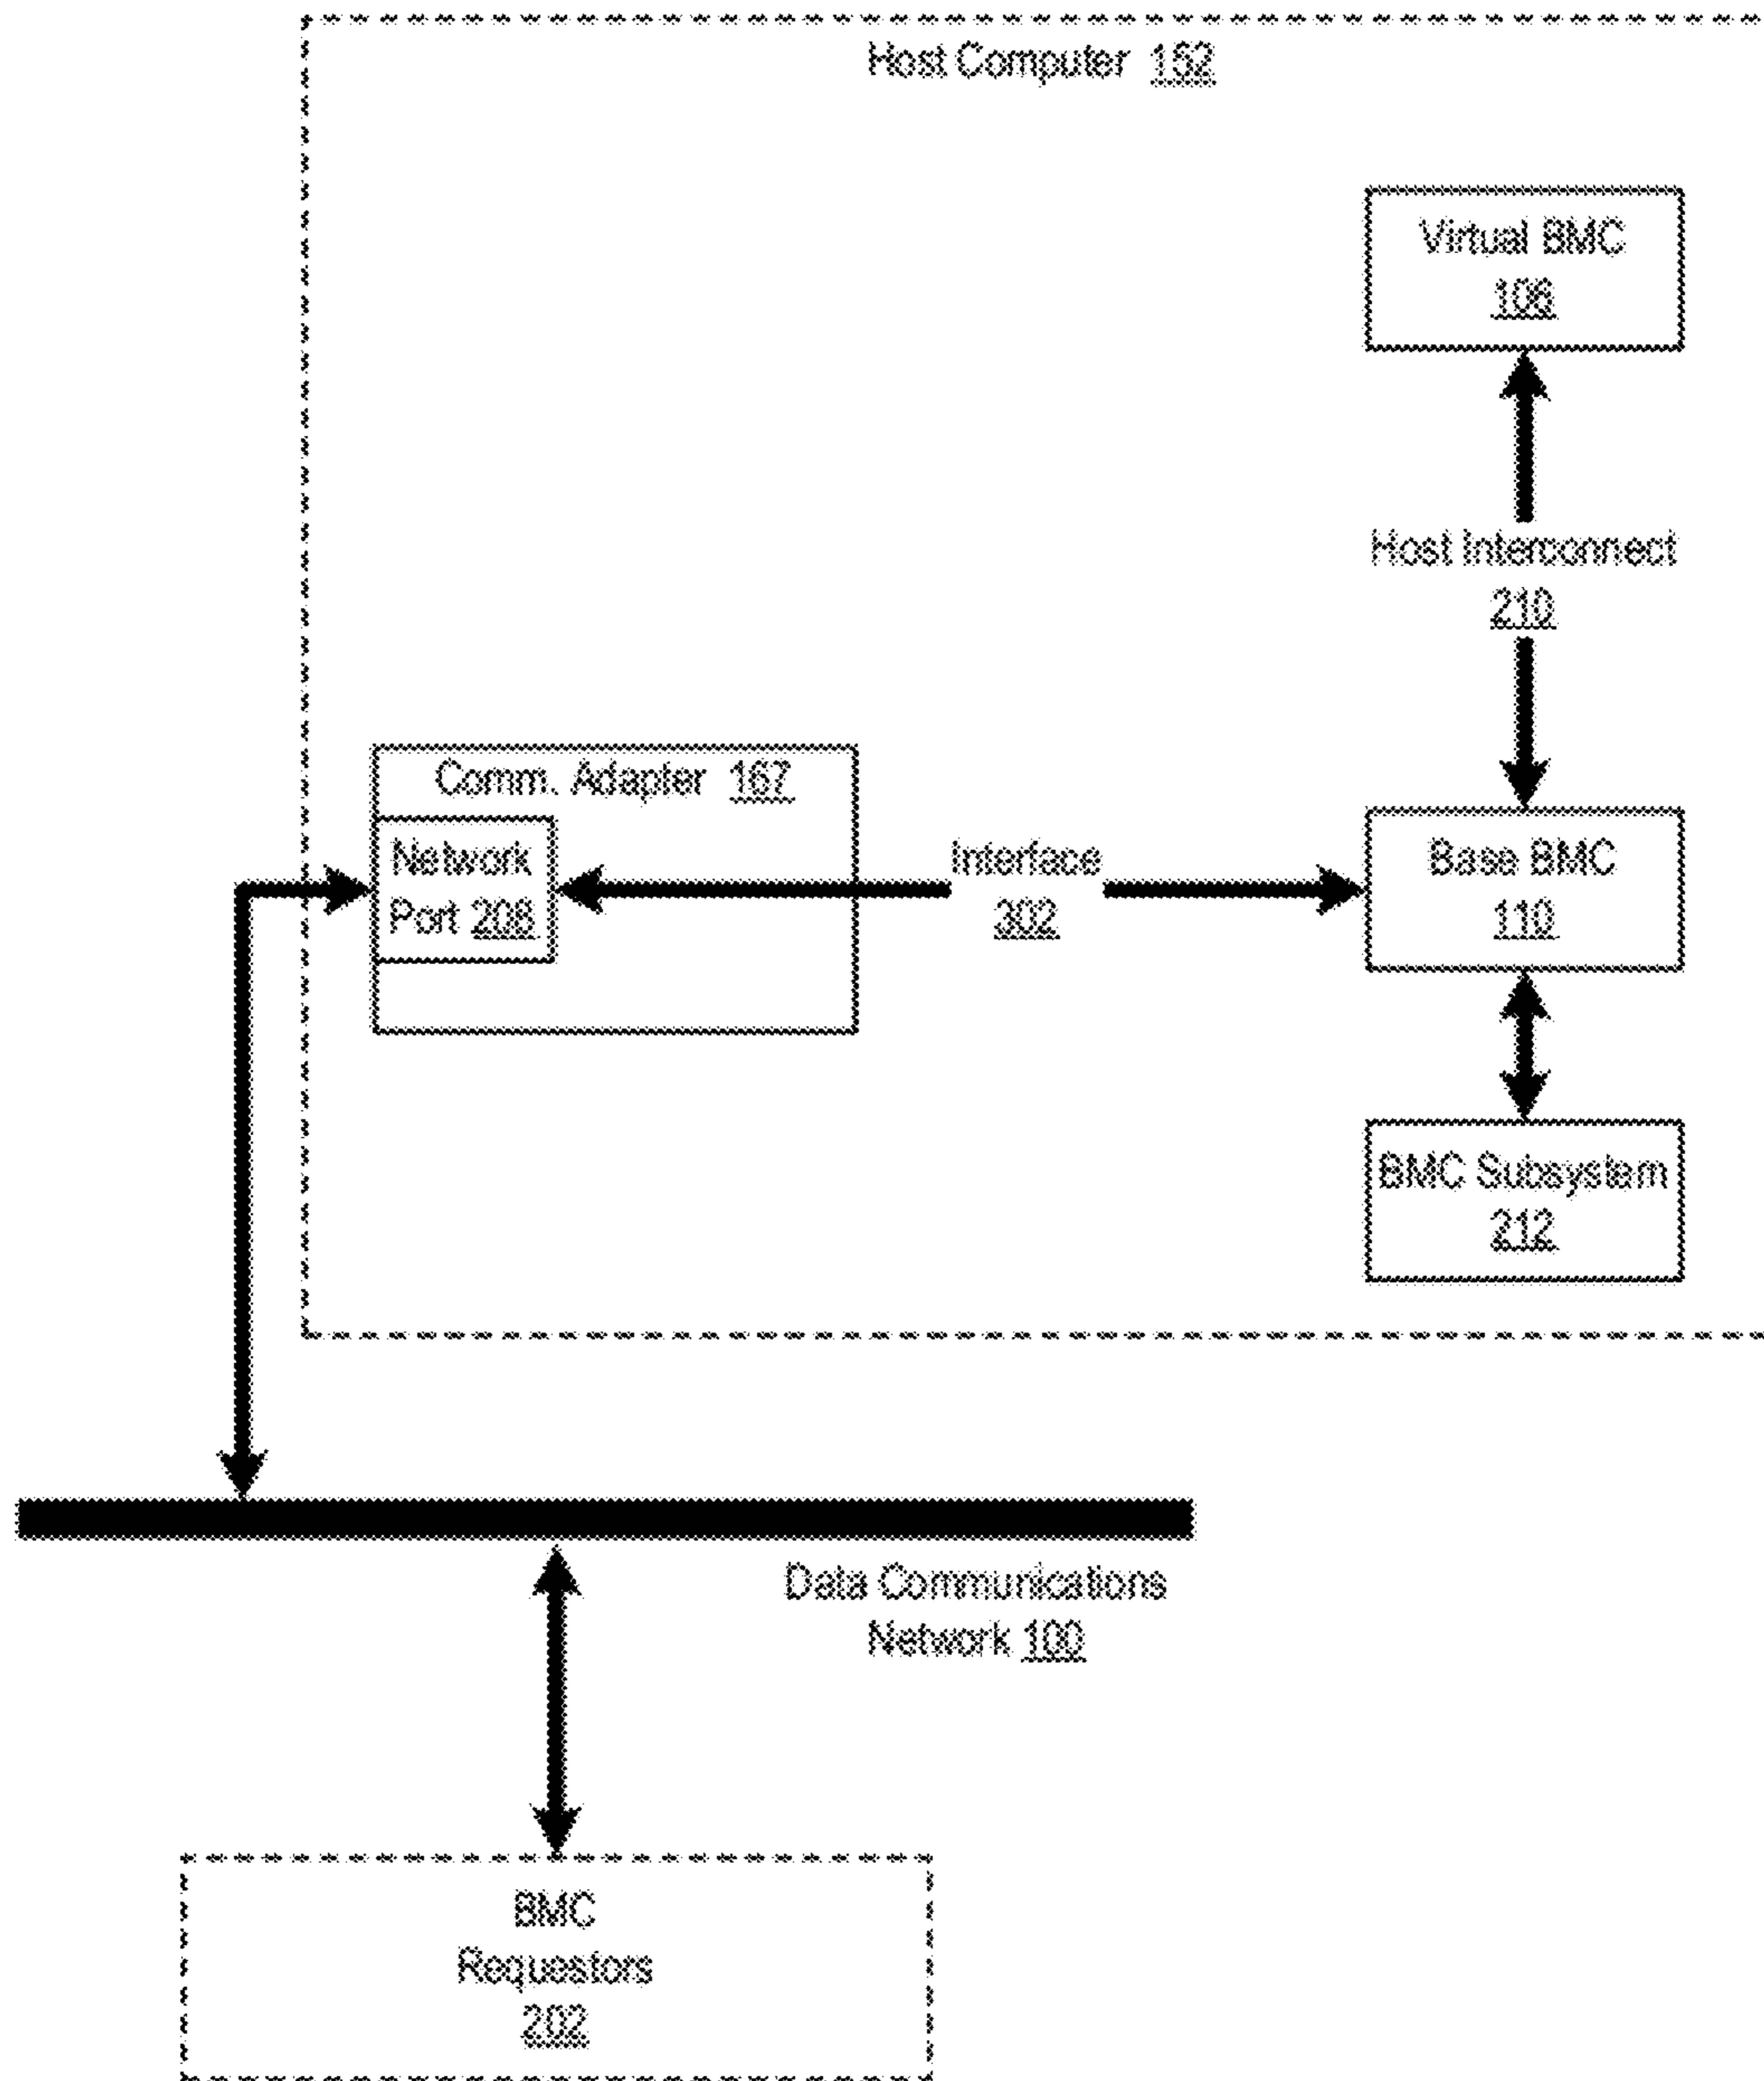 Host Computer 152
Virtual BMC
106
Host Interconnect
210
Comm. Adapter 167
Network
Port 208
Interface
302
Base BMC
110
BMC Subsystem
212
Data Communications
Network 100
BMC
Requestors
202